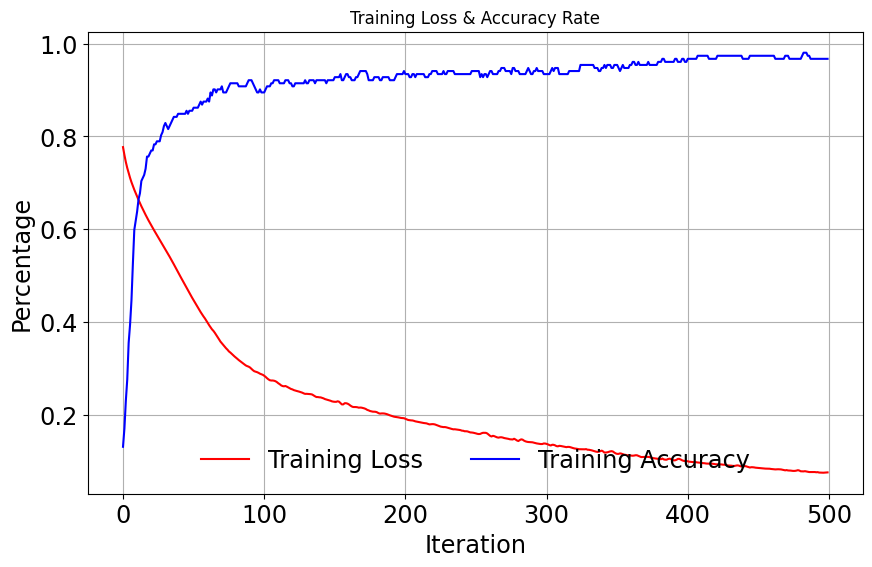 Training Loss & Accuracy Rate
1.0
0.8
0.6
0.4
0.2
Percentage
Training Loss Training Accuracy
0 100 200 300 400 500
Iteration